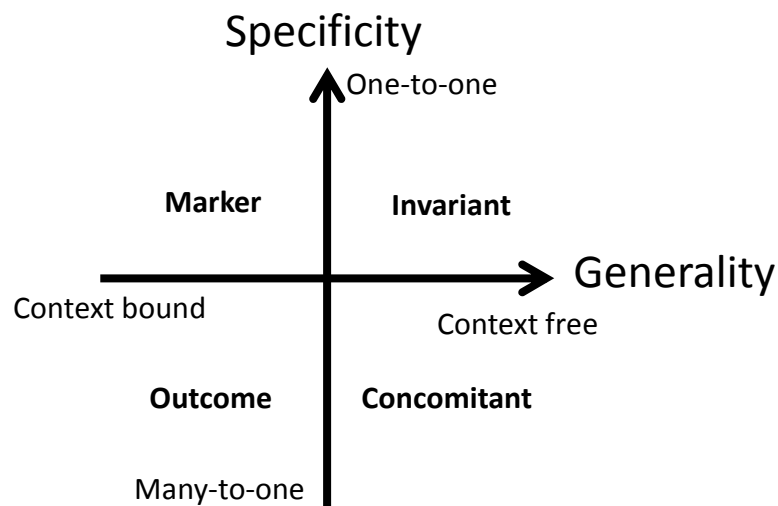 Specificity
One-to-one
Marker
Invariant
Generality
Context bound
Context free
Outcome
Concomitant
Many-to-one